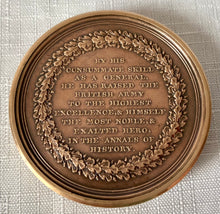 BY HIS
CONSUMMATE SKILL
AS A GENERAL
HE HAS RAISED THE
BRITISH ARMY
TO THE HIGHEST
EXCELLENCE, & HIMSELF
THE MOST NOBLE, &
EXALTED HERO,
IN THE ANNALS OF
HISTORY